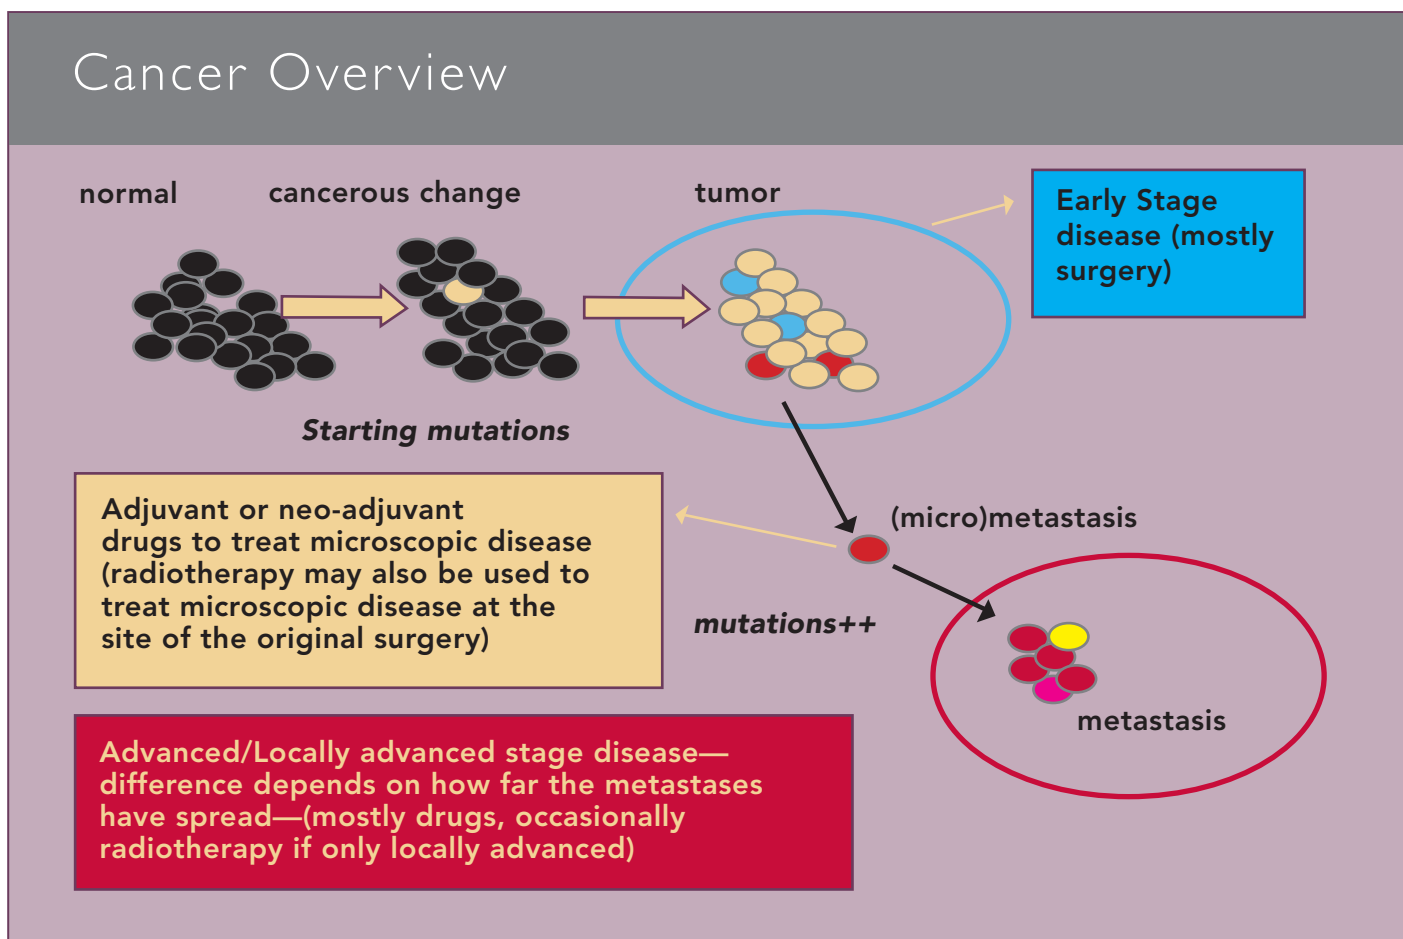 Cancer Overview
normal
cancerous change
tumor
Early Stage
disease (mostly
surgery)
Starting mutations
Adjuvant or neo-adjuvant
drugs to treat microscopic disease
(radiotherapy may also be used to
treat microscopic disease at the
site of the original surgery)
(micro)metastasis
mutations++
metastasis
Advanced/Locally advanced stage disease—
difference depends on how far the metastases
have spread—(mostly drugs, occasionally
radiotherapy if only locally advanced)